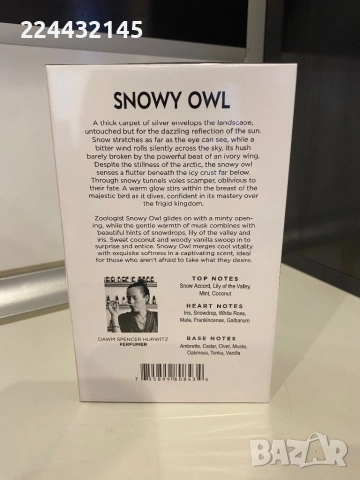 224432145
SNOWY OWL
A thick carpet of silver envelops the landscape,
untouched but for the dazzling reflection of the sun.
Snow stretches as far as the eye can see, while a
bitter wind rolls silently across the sky, its hush
barely broken by the powerful beat of an ivory wing.
Despite the stillness of the arctic, the snowy owl
senses a flutter beneath the icy crust far below.
Through snowy tunnels voles scamper, oblivious to
their fate. A warm glow stirs within the breast of the
majestic bird as it dives, confident in its mastery over
the frigid kingdom.
Zoologist Snowy Owl glides on with a minty open-
ing, while the gentle warmth of musk combines with
beautiful hints of snowdrops, lily of the valley and
iris. Sweet coconut and woody vanilla swoop in to
surprise and entice. Snowy Owl merges cool vitality
with exquisite softness in a captivating scent, ideal
for those who aren't afraid to take what they desire.
TOP NOTES
Snow Accord, Lily of the Valley,
Mint, Coconut
HEART NOTES
Iris, Snowdrop, White Rose,
Mate, Frankincense, Galbanum
BASE NOTES
Ambrette, Cedar, Civet, Musks,
Oakmoss, Tonka, Vanilla
DAWM SPENCER HURWITZ
PERFUMER
bazar.bg